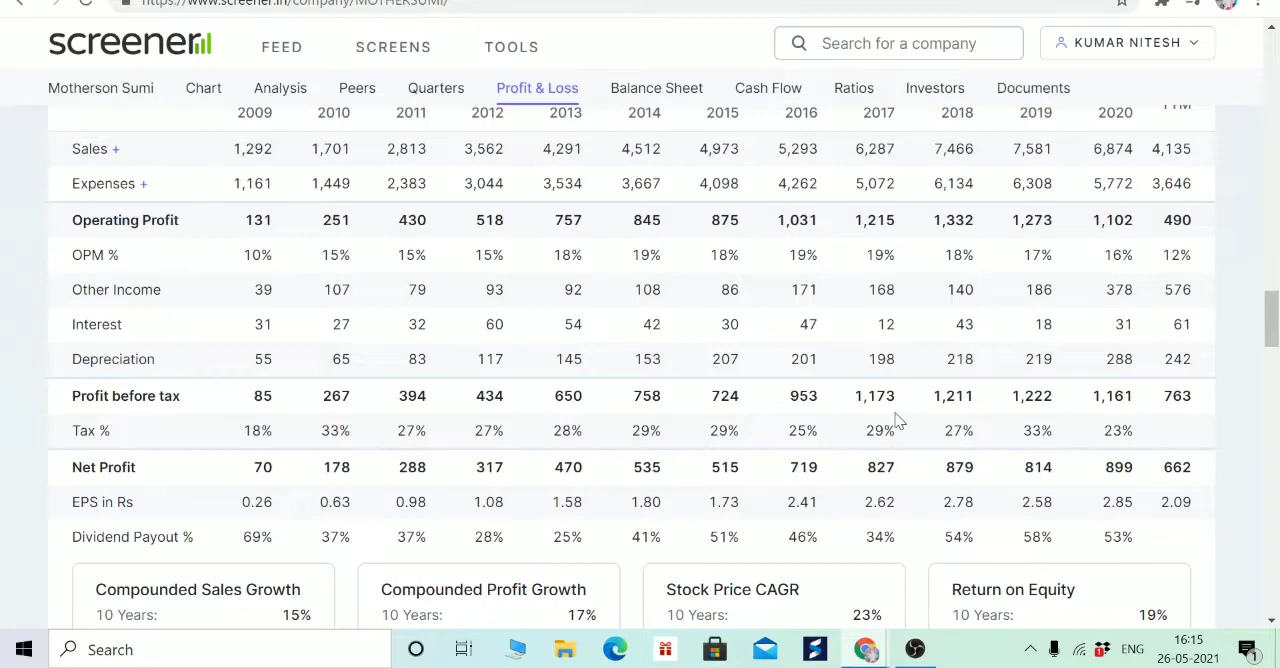 https://www.screener.in/company/MOTHERSUMI/
screener
FEED SCREENS TOOLS
Search for a company
KUMAR NITESH
Motherson Sumi Chart Analysis Peers Quarters Profit & Loss Balance Sheet Cash Flow Ratios Investors Documents
2009 2010 2011 2012 2013 2014 2015 2016 2017 2018 2019 2020 TTM
Sales + 1,292 1,701 2,813 3,562 4,291 4,512 4,973 5,293 6,287 7,466 7,581 6,874 4,135
Expenses + 1,161 1,449 2,383 3,044 3,534 3,667 4,098 4,262 5,072 6,134 6,308 5,772 3,646
Operating Profit 131 251 430 518 757 845 875 1,031 1,215 1,332 1,273 1,102 490
OPM % 10% 15% 15% 15% 18% 19% 18% 19% 19% 18% 17% 16% 12%
Other Income 39 107 79 93 92 108 86 171 168 140 186 378 576
Interest 31 27 32 60 54 42 30 47 12 43 18 31 61
Depreciation 55 65 83 117 145 153 207 201 198 218 219 288 242
Profit before tax 85 267 394 434 650 758 724 953 1,173 1,211 1,222 1,161 763
Tax % 18% 33% 27% 27% 28% 29% 29% 25% 29% 27% 33% 23%
Net Profit 70 178 288 317 470 535 515 719 827 879 814 899 662
EPS in Rs 0.26 0.63 0.98 1.08 1.58 1.80 1.73 2.41 2.62 2.78 2.58 2.85 2.09
Dividend Payout % 69% 37% 37% 28% 25% 41% 51% 46% 34% 54% 58% 53%
Compounded Sales Growth Compounded Profit Growth Stock Price CAGR Return on Equity
10 Years: 15% 10 Years: 17% 10 Years: 23% 10 Years: 19%
Search
ENG
16:15
26-05-2021
1